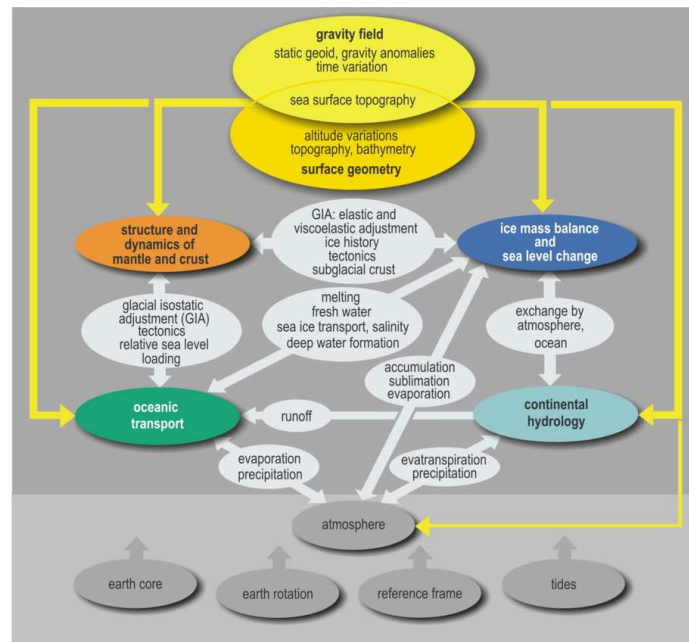 gravity field
static geoid, gravity anomalies
time variation
sea surface topography
altitude variations
topography, bathymetry
surface geometry
structure and
dynamics of
mantle and crust
GIA: elastic and
viscoelastic adjustment
ice history
tectonics
subglacial crust
ice mass balance
and
sea level change
glacial isostatic
adjustment (GIA)
tectonics
relative sea level
loading
melting
fresh water
sea ice transport, salinity
deep water formation
exchange by
atmosphere,
ocean
accumulation
sublimation
evaporation
oceanic
transport
runoff
continental
hydrology
evaporation
precipitation
evatranspiration
precipitation
atmosphere
earth core
earth rotation
reference frame
tides